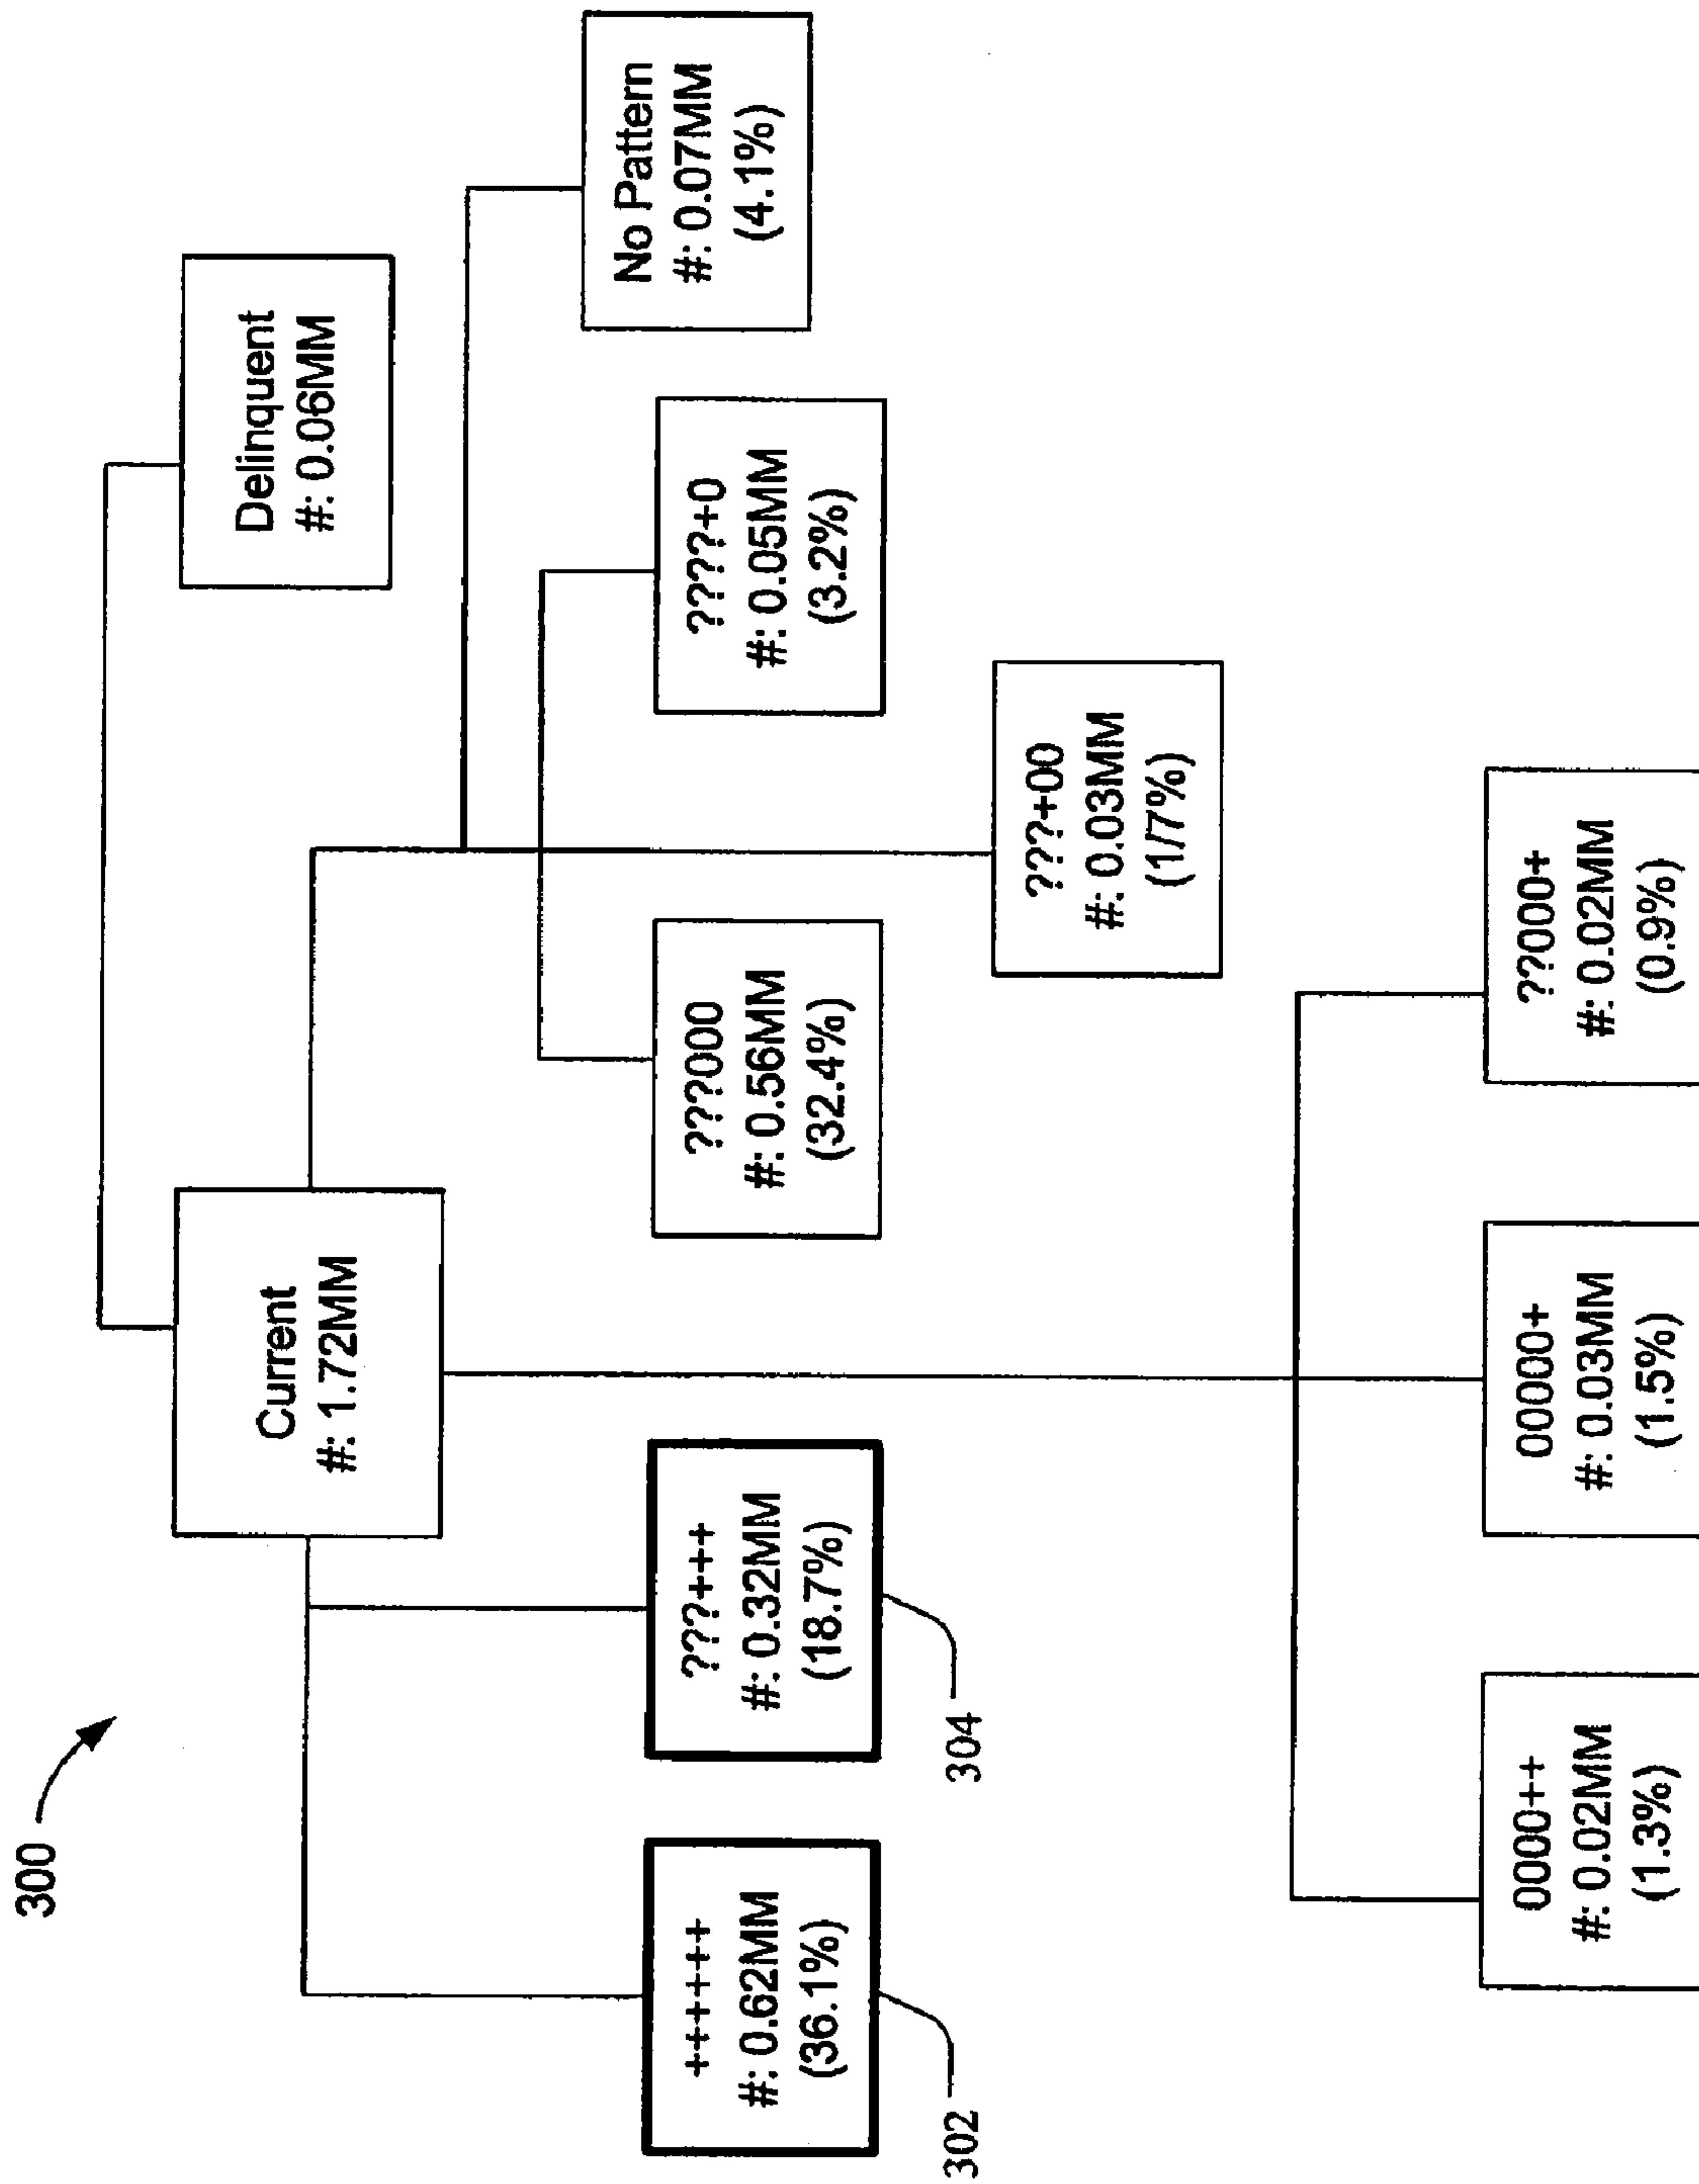 300
Current
#: 1.72MM
Delinquent
#: 0.06MM
++++++
#: 0.62MM
(36.1%)
302
???+++
#: 0.32MM
(18.7%)
304
???000
#: 0.56MM
(32.4%)
????+0
#: 0.05MM
(3.2%)
No Pattern
#: 0.07MM
(4.1%)
???+00
#: 0.03MM
(1/7%)
0000++
#: 0.02MM
(1.3%)
00000+
#: 0.03MM
(1.5%)
??000+
#: 0.02MM
(0.9%)